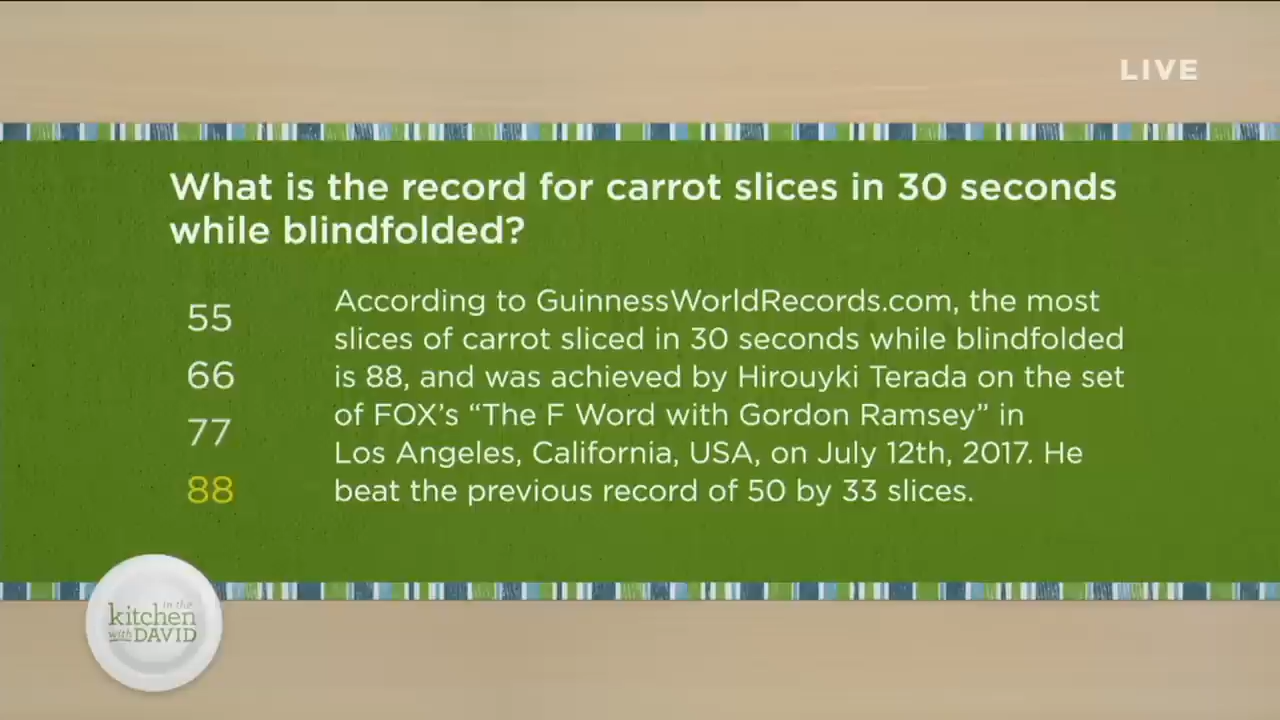 LIVE
What is the record for carrot slices in 30 seconds
while blindfolded?
55
66
77
88
According to GuinnessWorldRecords.com, the most
slices of carrot sliced in 30 seconds while blindfolded
is 88, and was achieved by Hirouyki Terada on the set
of FOX's “The F Word with Gordon Ramsey” in
Los Angeles, California, USA, on July 12th, 2017. He
beat the previous record of 50 by 33 slices.
in the
kitchen
with DAVID